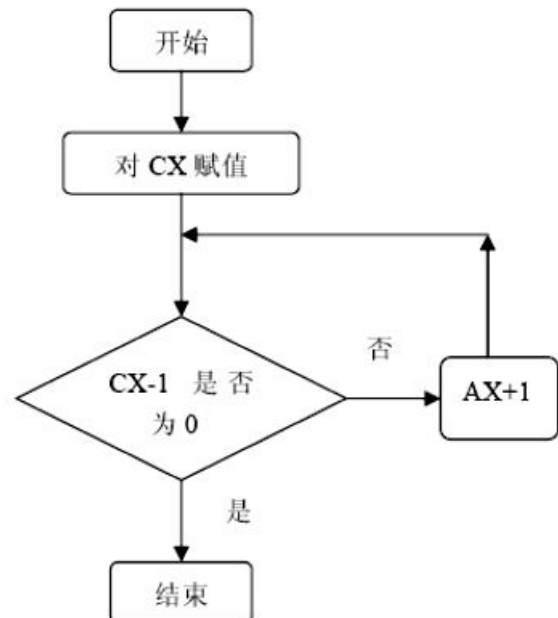 开始
对 CX 赋值
CX-1 是 否
为 0
否
AX+1
是
结束